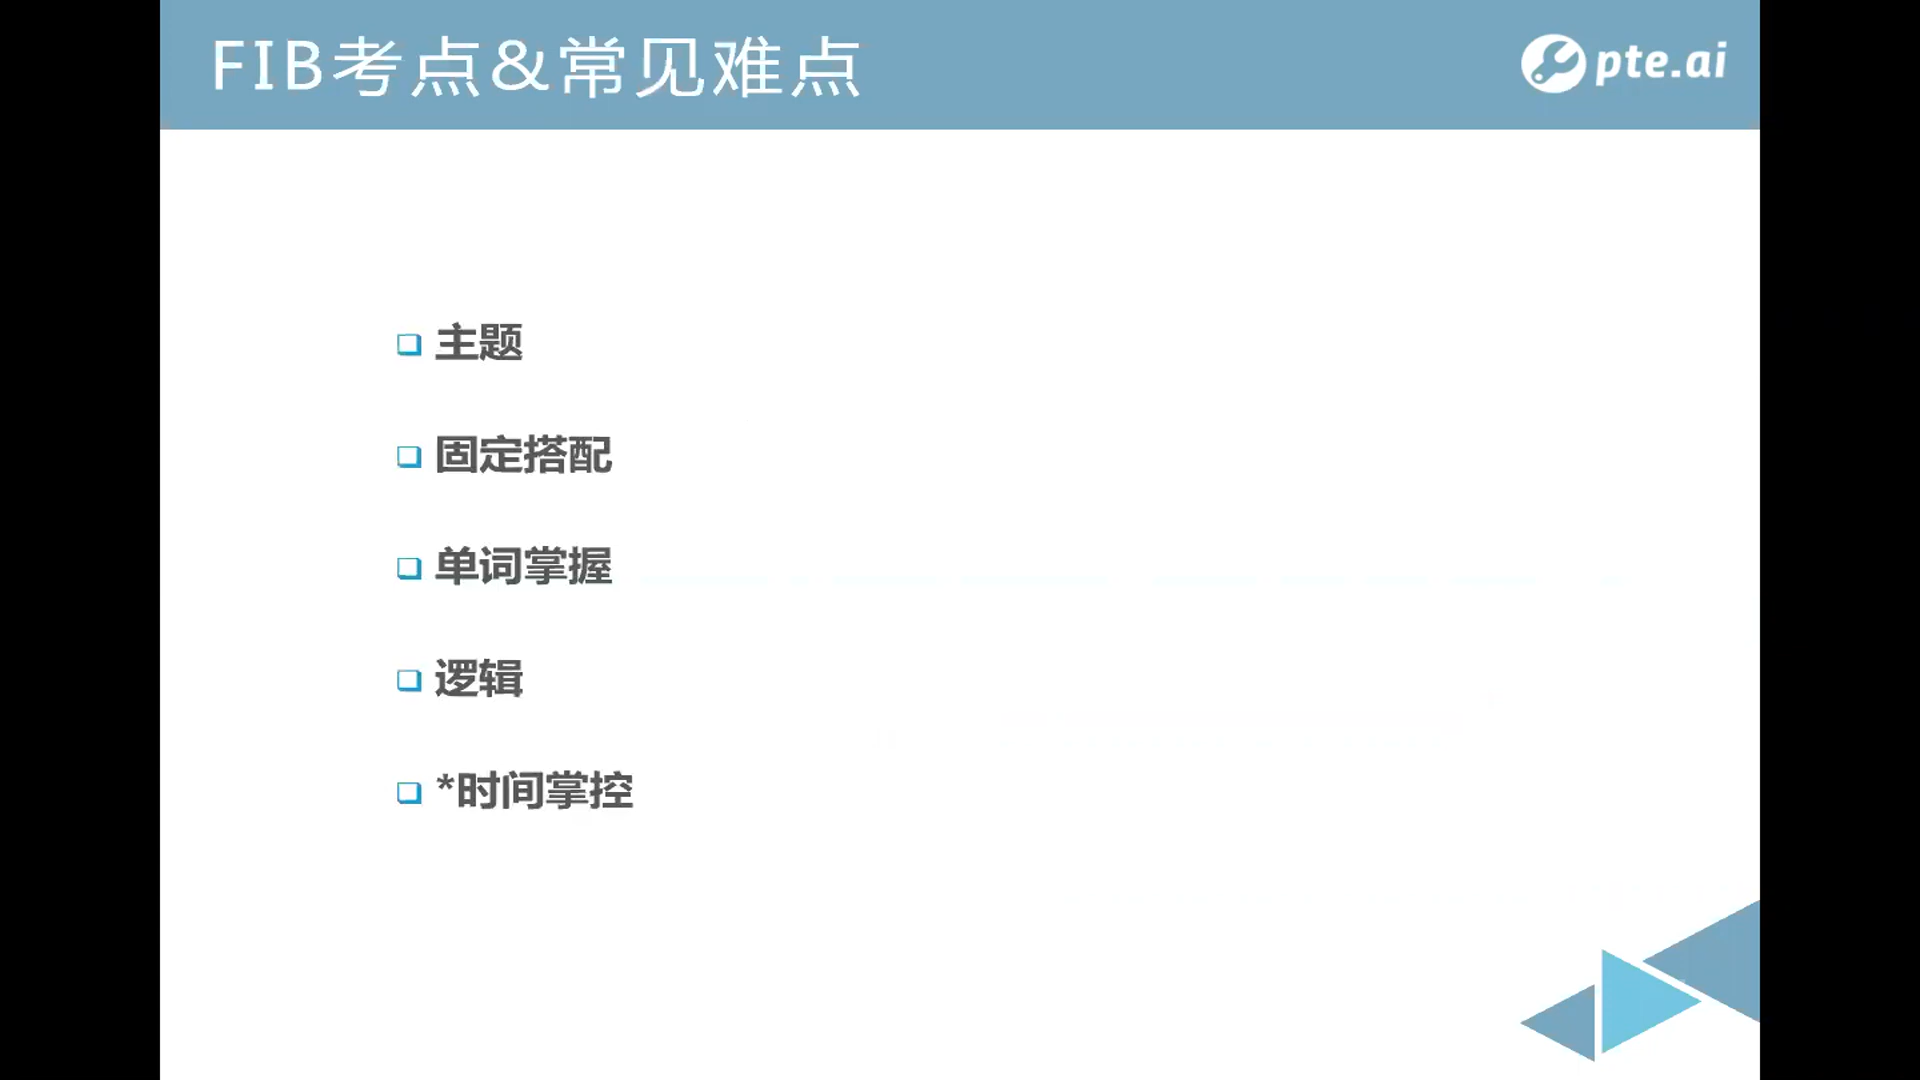 FIB考点&常见难点
pte.ai
主题
固定搭配
单词掌握
逻辑
*时间掌控